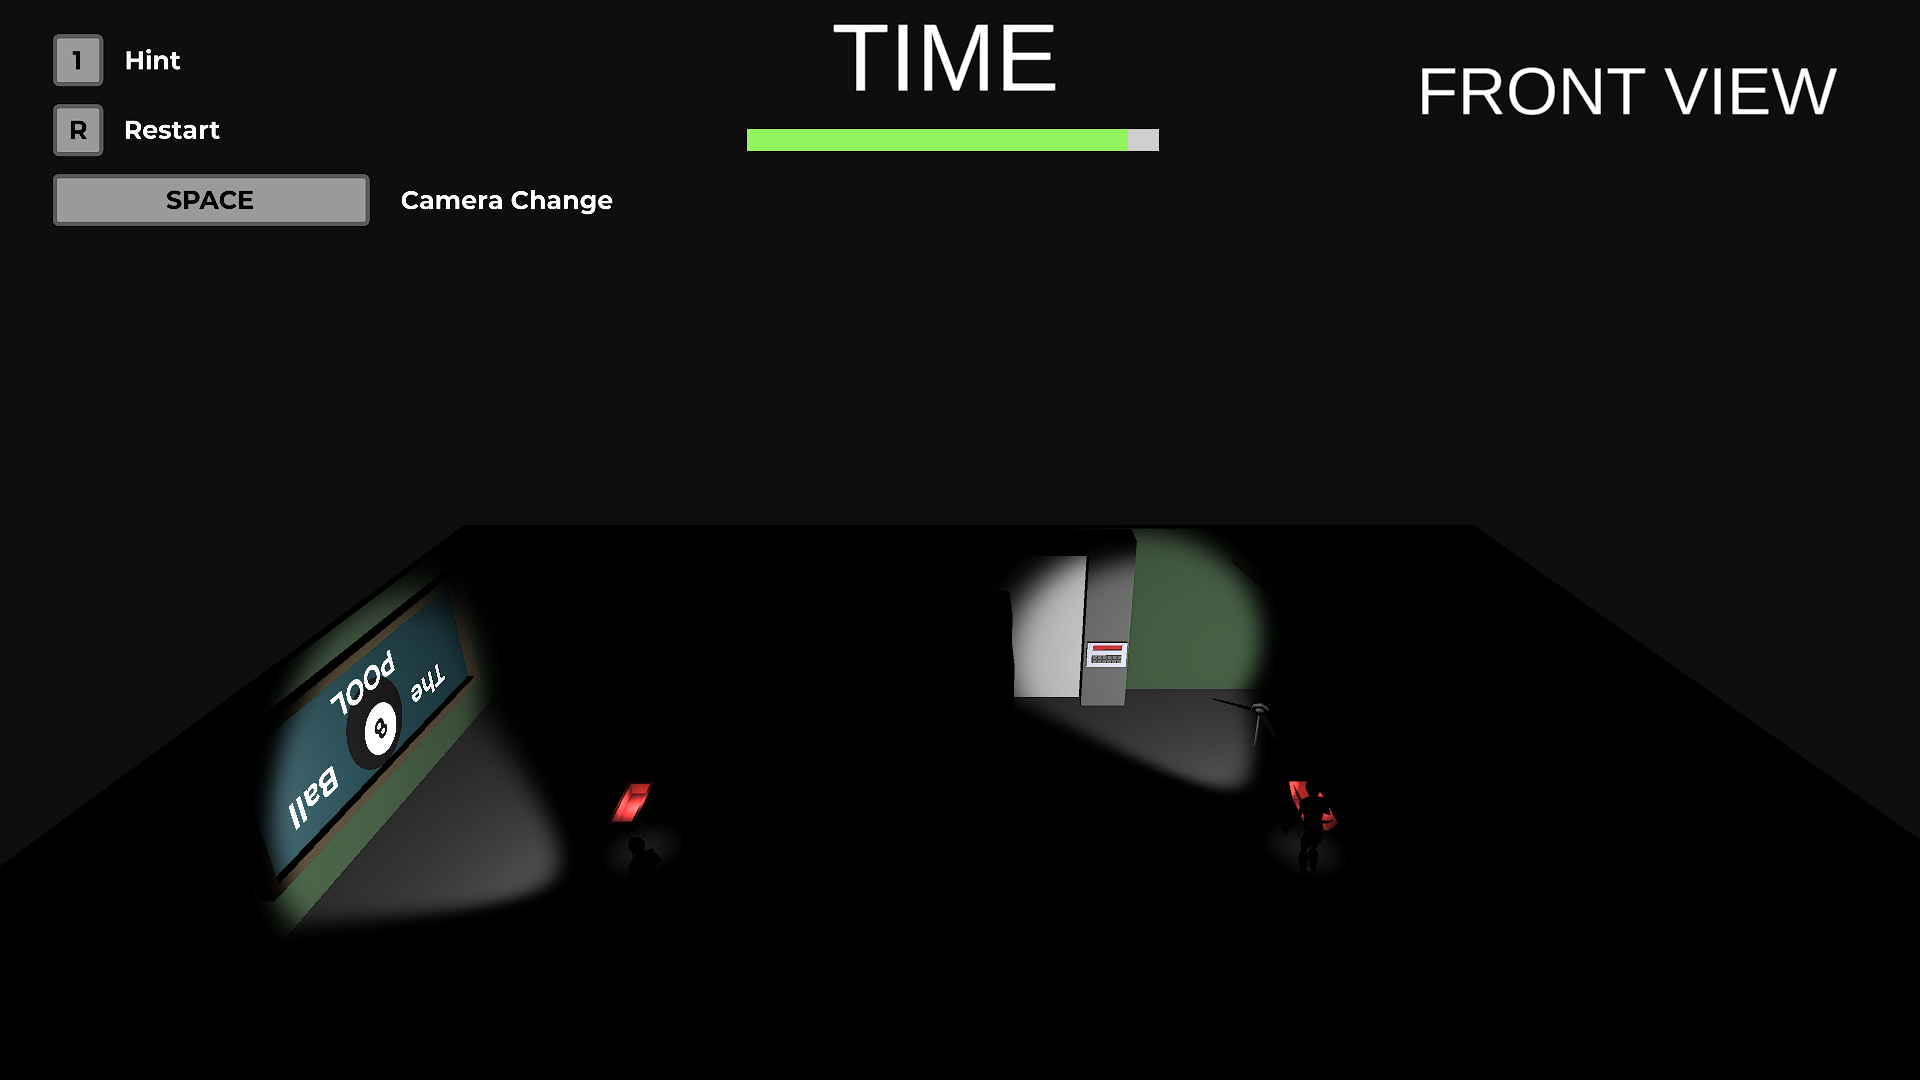 1 Hint
R Restart
SPACE Camera Change
TIME
FRONT VIEW
The
POOL
8
Ball